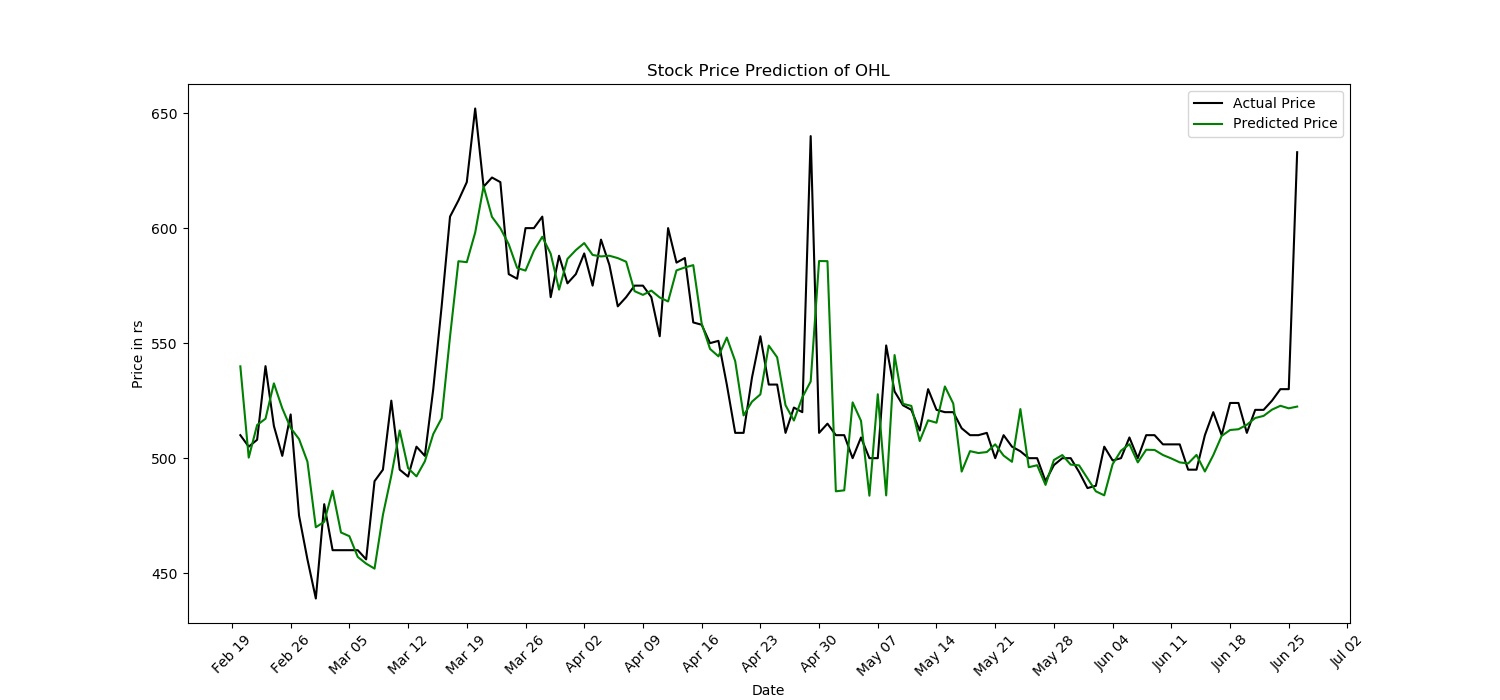 Stock Price Prediction of OHL
Actual Price
Predicted Price
650
600
550
500
450
Price in rs
Feb 19
Feb 26
Mar 05
Mar 12
Mar 19
Mar 26
Apr 02
Apr 09
Apr 16
Apr 23
Apr 30
May 07
May 14
May 21
May 28
Jun 04
Jun 11
Jun 18
Jun 25
Jul 02
Date